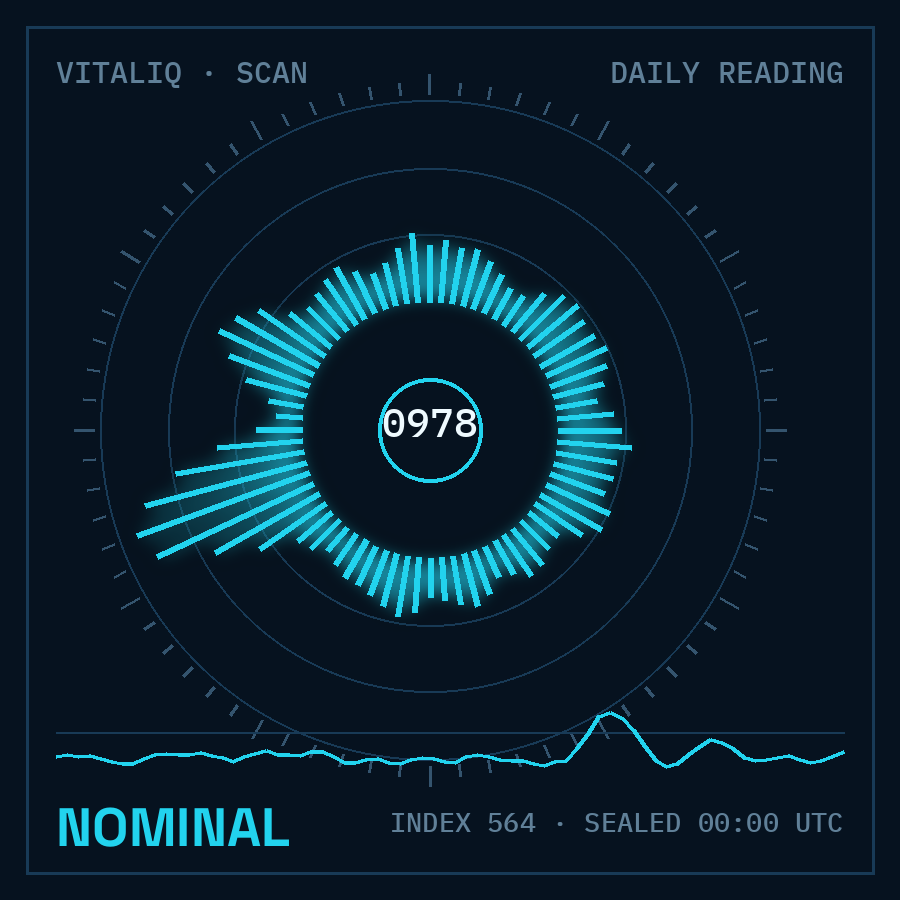 VITALIQ · SCAN
DAILY READING
0978
NOMINAL
INDEX 564 · SEALED 00:00 UTC